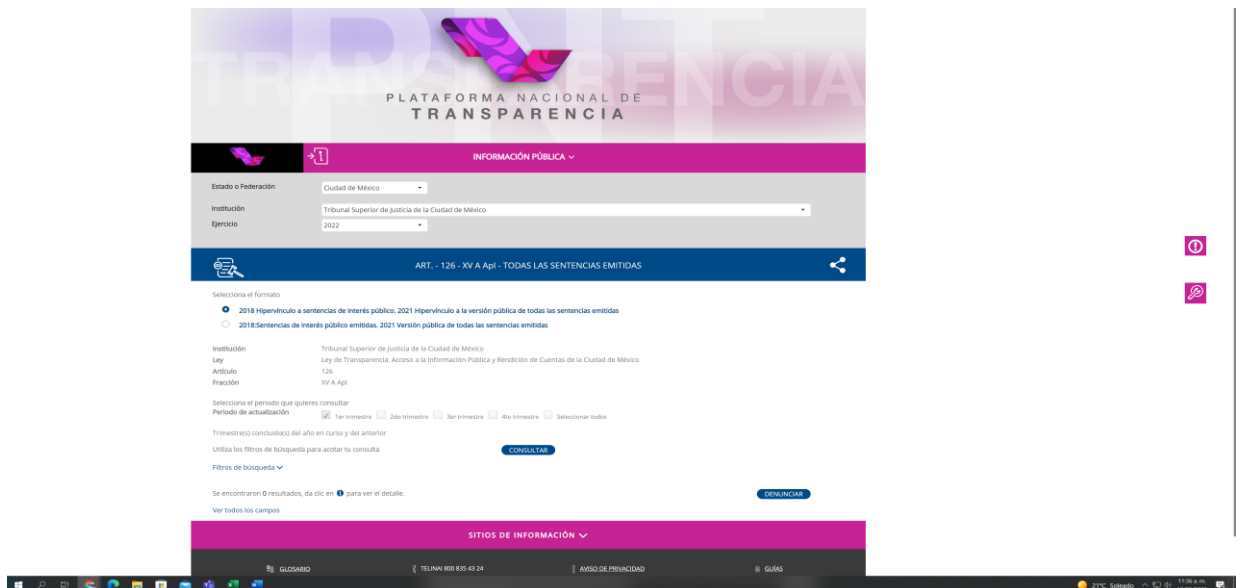 PNT
TRANSPARENCIA
PLATAFORMA NACIONAL DE
TRANSPARENCIA
INFORMACIÓN PÚBLICA
Estado o Federación Ciudad de México
Institución Tribunal Superior de Justicia de la Ciudad de México
Ejercicio 2022
ART. - 126 - XV A Apl - TODAS LAS SENTENCIAS EMITIDAS
Selecciona el formato
2018 Hipervínculo a sentencias de interés público. 2021 Hipervínculo a la versión pública de todas las sentencias emitidas
2018:Sentencias de interés público emitidas. 2021 Versión pública de todas las sentencias emitidas
Institución Tribunal Superior de Justicia de la Ciudad de México
Ley Ley de Transparencia, Acceso a la Información Pública y Rendición de Cuentas de la Ciudad de México
Artículo 126
Fracción XV A Apl
Selecciona el periodo que quieres consultar
Periodo de actualización 1er trimestre 2do trimestre 3er trimestre 4to trimestre Seleccionar todos
Trimestre(s) concluido(s) del año en curso y del anterior
Utiliza los filtros de búsqueda para acotar tu consulta CONSULTAR
Filtros de búsqueda
Se encontraron 0 resultados, da clic en para ver el detalle. DENUNCIAR
Ver todos los campos
SITIOS DE INFORMACIÓN
GLOSARIO TELINAI 800 835 43 24 AVISO DE PRIVACIDAD GUÍAS
21°C Soleado 11:36 a. m.